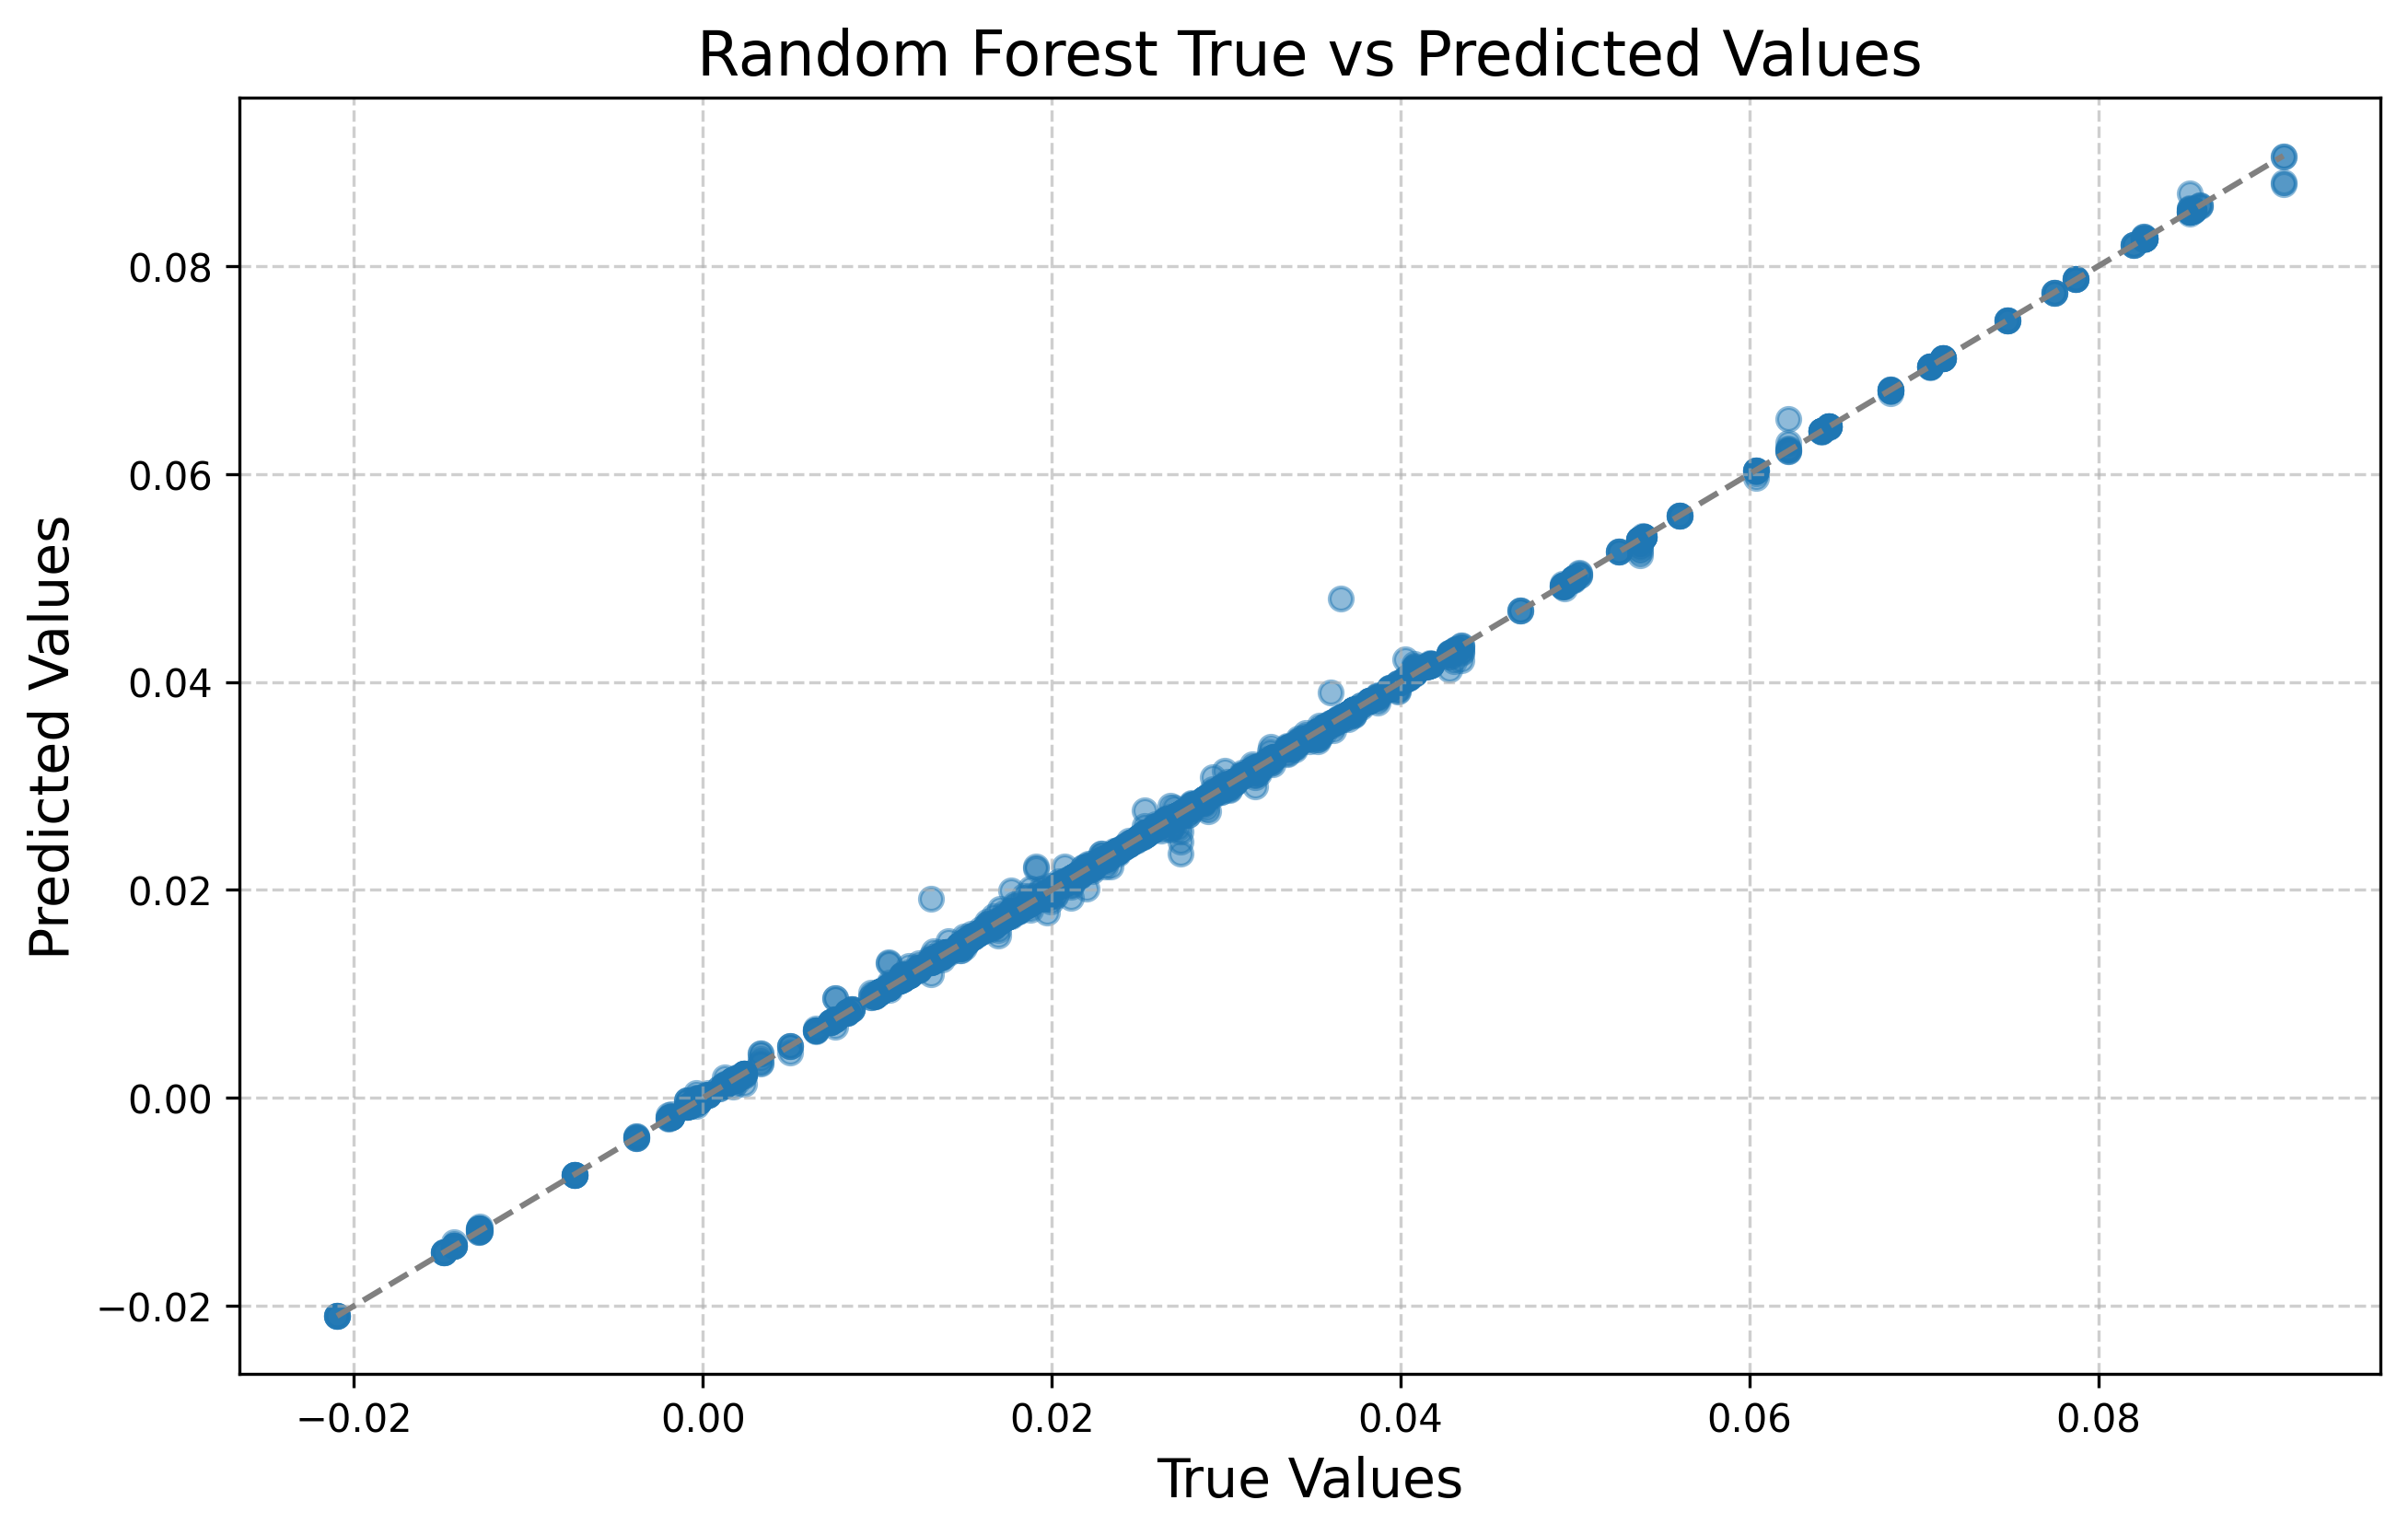 Random Forest True vs Predicted Values
Predicted Values
0.08
0.06
0.04
0.02
0.00
−0.02
−0.02 0.00 0.02 0.04 0.06 0.08
True Values